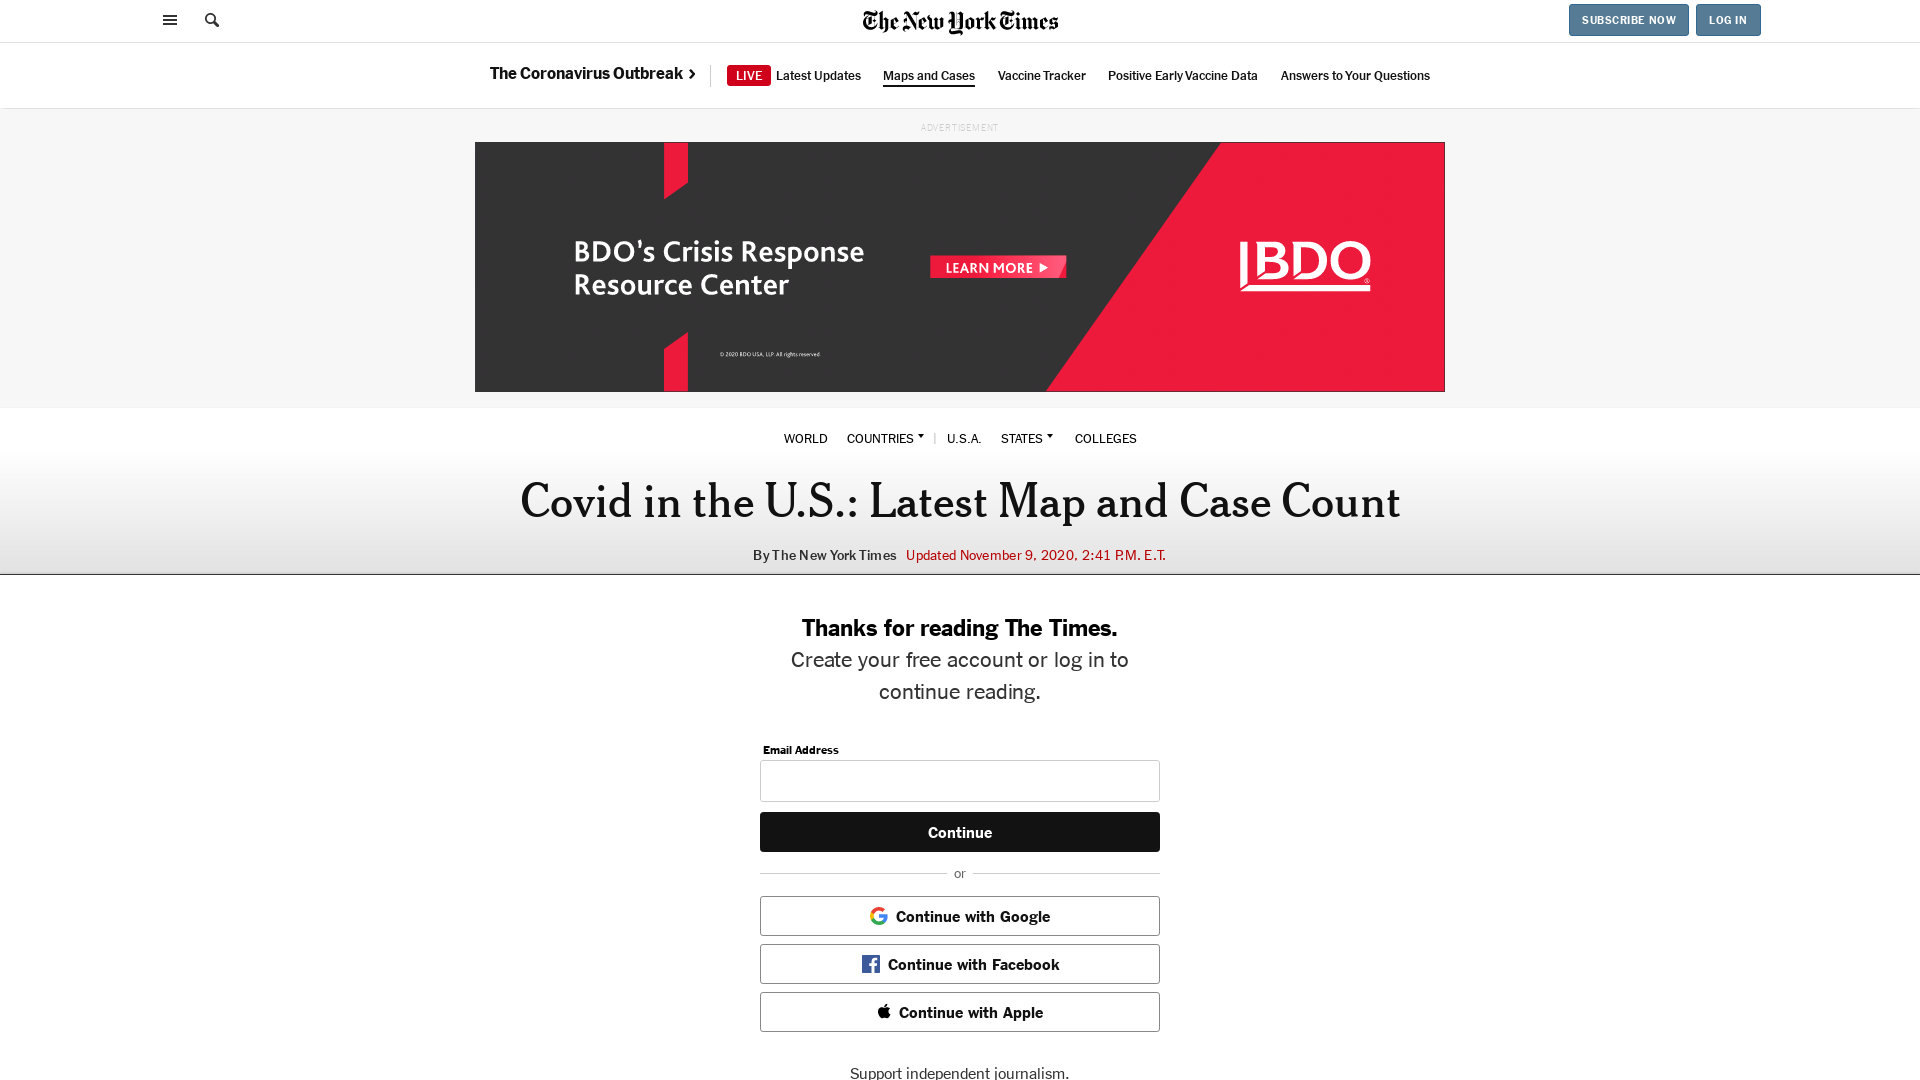 The New York Times
SUBSCRIBE NOW
LOG IN
The Coronavirus Outbreak
LIVE Latest Updates
Maps and Cases
Vaccine Tracker
Positive Early Vaccine Data
Answers to Your Questions
ADVERTISEMENT
BDO's Crisis Response
Resource Center
LEARN MORE
BDO
®
© 2020 BDO USA, LLP. All rights reserved.
WORLD
COUNTRIES
U.S.A.
STATES
COLLEGES
Covid in the U.S.: Latest Map and Case Count
By The New York Times Updated November 9, 2020, 2:41 P.M. E.T.
Thanks for reading The Times.
Create your free account or log in to
continue reading.
Email Address
Continue
or
Continue with Google
Continue with Facebook
Continue with Apple
Support independent journalism.